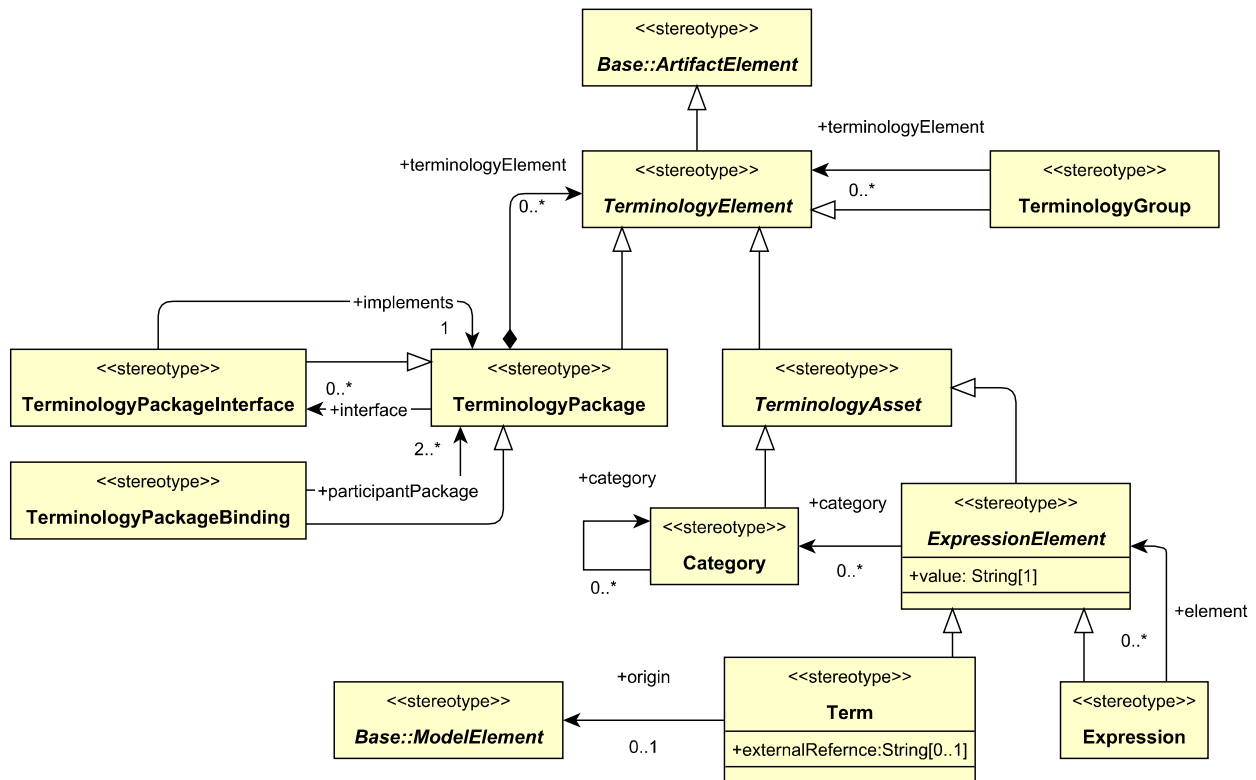 <<stereotype>>
Base::ArtifactElement
+terminologyElement
<<stereotype>>
TerminologyElement
+terminologyElement
0..*
<<stereotype>>
TerminologyGroup
0..*
+implements
1
<<stereotype>>
TerminologyPackageInterface
0..*
+interface
<<stereotype>>
TerminologyPackage
<<stereotype>>
TerminologyAsset
2..*
<<stereotype>>
TerminologyPackageBinding
+participantPackage
+category
<<stereotype>>
Category
0..*
+category
0..*
<<stereotype>>
ExpressionElement
+value: String[1]
+element
0..*
+origin
<<stereotype>>
Base::ModelElement
0..1
<<stereotype>>
Term
+externalRefernce:String[0..1]
<<stereotype>>
Expression